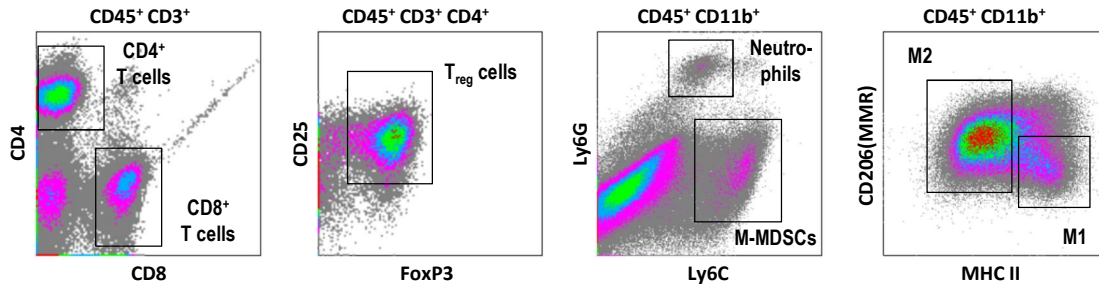 CD45⁺ CD3⁺
CD4⁺
T cells
CD8⁺
T cells
CD4
CD8
CD45⁺ CD3⁺ CD4⁺
Treg cells
CD25
FoxP3
CD45⁺ CD11b⁺
Neutro-
phils
M-MDSCs
Ly6G
Ly6C
CD45⁺ CD11b⁺
M2
M1
CD206(MMR)
MHC II